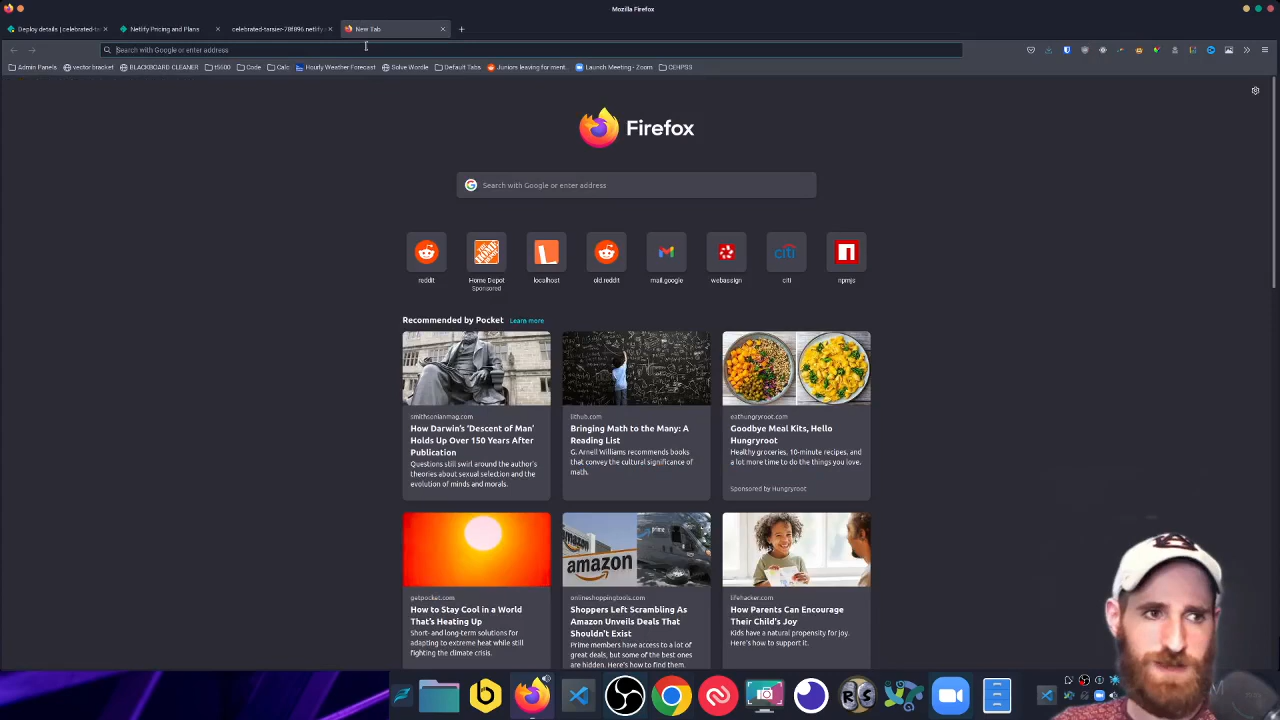 Mozilla Firefox
Deploy details | celebrated-t
Netlify Pricing and Plans
celebrated-tarsier-78f896.netlify
New Tab
Search with Google or enter address
Admin Panels
vector bracket
BLACKBOARD CLEANER
t5600
Code
Calc
Hourly Weather Forecast
Solve Wordle
Default Tabs
Juniors leaving for ment...
Launch Meeting - Zoom
CEHPSS
Firefox
Search with Google or enter address
reddit
Home Depot
Sponsored
localhost
old.reddit
mail.google
webassign
citi
npmjs
Recommended by Pocket Learn more
smithsonianmag.com
How Darwin's 'Descent of Man'
Holds Up Over 150 Years After
Publication
Questions still swirl around the author's
theories about sexual selection and the
evolution of minds and morals.
lithub.com
Bringing Math to the Many: A
Reading List
G. Arnell Williams recommends books
that convey the cultural significance of
math.
eathungryroot.com
Goodbye Meal Kits, Hello
Hungryroot
Healthy groceries, 10-minute recipes, and
a lot more time to do the things you love.
Sponsored by Hungryroot
getpocket.com
How to Stay Cool in a World
That's Heating Up
Short- and long-term solutions for
adapting to extreme heat while still
fighting the climate crisis.
amazon
prime
onlineshoppingtools.com
Shoppers Left Scrambling As
Amazon Unveils Deals That
Shouldn't Exist
Prime members have access to a lot of
great deals, but some of the best ones
are hidden. Here's how to find them.
lifehacker.com
How Parents Can Encourage
Their Child's Joy
Kids have a natural propensity for joy.
Here's how to support it.